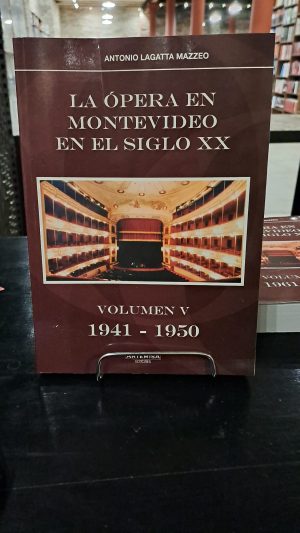 ANTONIO LAGATTA MAZZEO
LA ÓPERA EN
MONTEVIDEO
EN EL SIGLO XX
VOLUMEN V
1941 - 1950
ARTEMISA